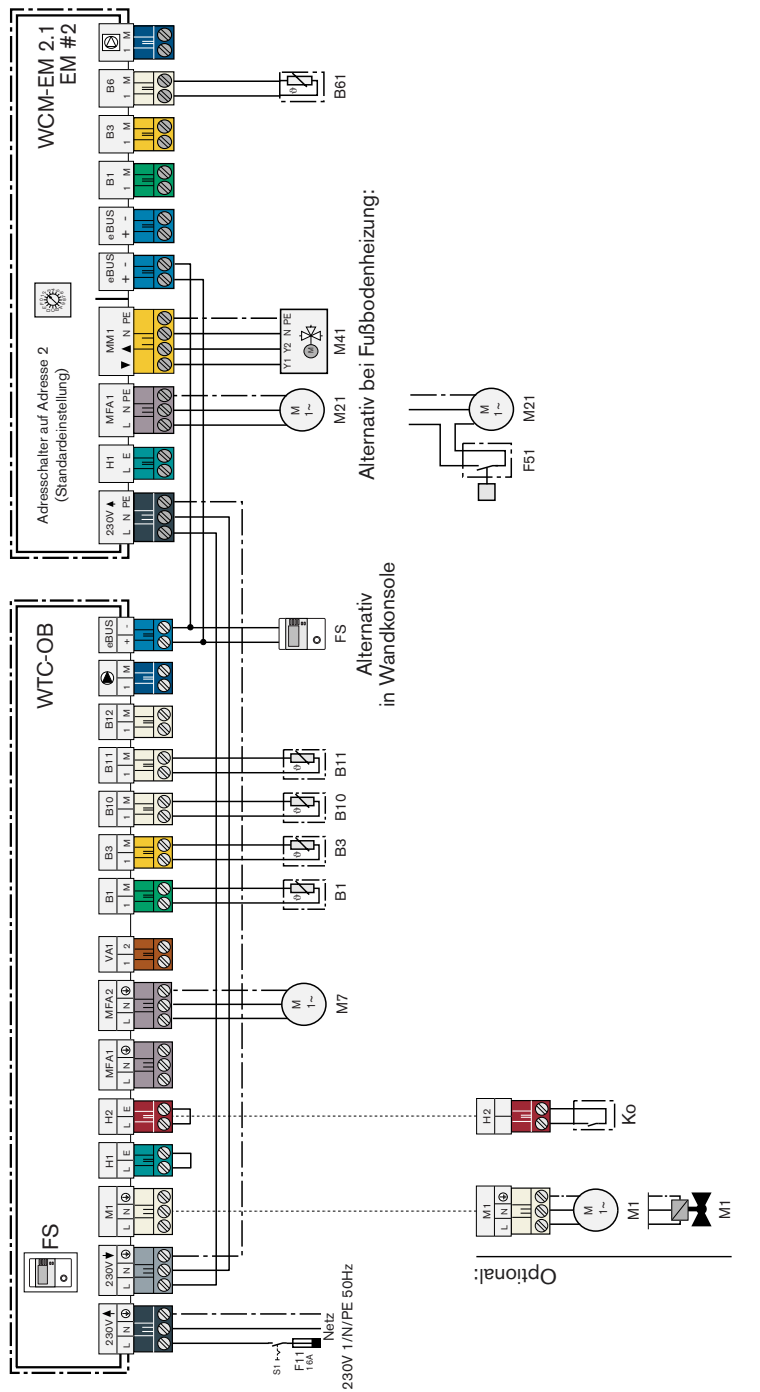 FS
WTC-OB
230V
L N
230V
L N
M1
L N
H1
L E
H2
L E
MFA1
L N
MFA2
L N
VA1
1 2
B1
1 M
B3
1 M
B10
1 M
B11
1 M
B12
1 M
1 M
eBUS
+ -
WCM-EM 2.1
EM #2
Adressschalter auf Adresse 2
(Standardeinstellung)
230V
L N PE
H1
L E
MFA1
L N PE
MM1
N PE
eBUS
+ -
eBUS
+ -
B1
1 M
B3
1 M
B6
1 M
1 M
S1
F11
16A
Netz
230V 1/N/PE 50Hz
M
1~
M7
ϑ
B1
ϑ
B3
ϑ
B10
ϑ
B11
FS
Alternativ
in Wandkonsole
M
1~
M21
Y1 Y2 N PE
M
M41
ϑ
B61
Alternativ bei Fußbodenheizung:
F51
M
1~
M21
Optional:
M1
L N
M
1~
M1
M1
H2
Ko